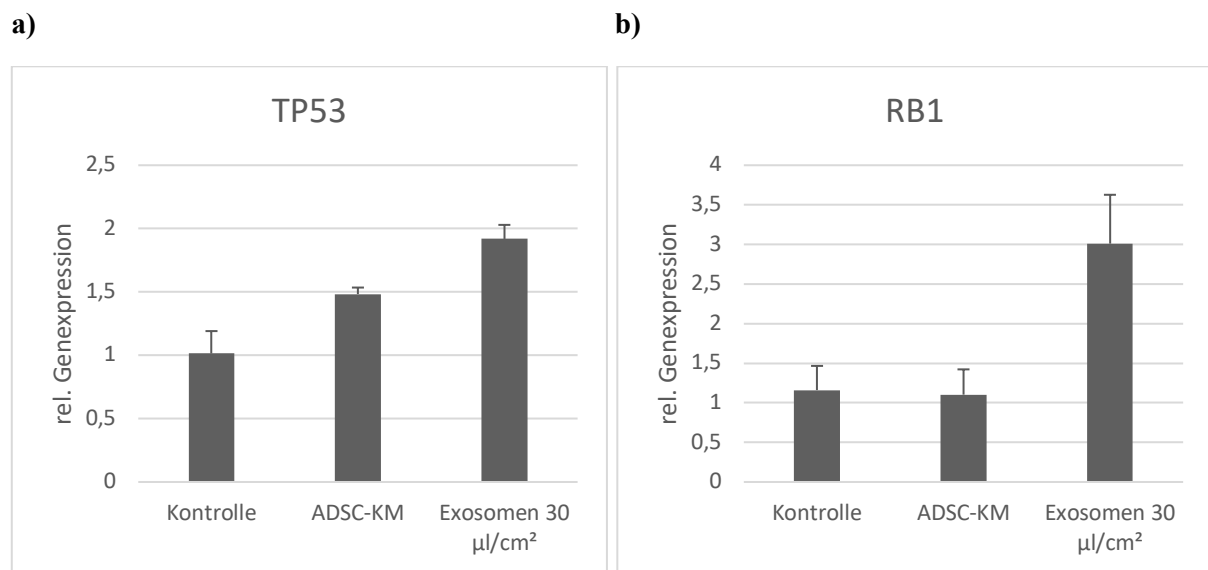 a)
b)
TP53
rel. Genexpression
2,5
2
1,5
1
0,5
0
Kontrolle
ADSC-KM
Exosomen 30
µl/cm²
RB1
rel. Genexpression
4
3,5
3
2,5
2
1,5
1
0,5
0
Kontrolle
ADSC-KM
Exosomen 30
µl/cm²